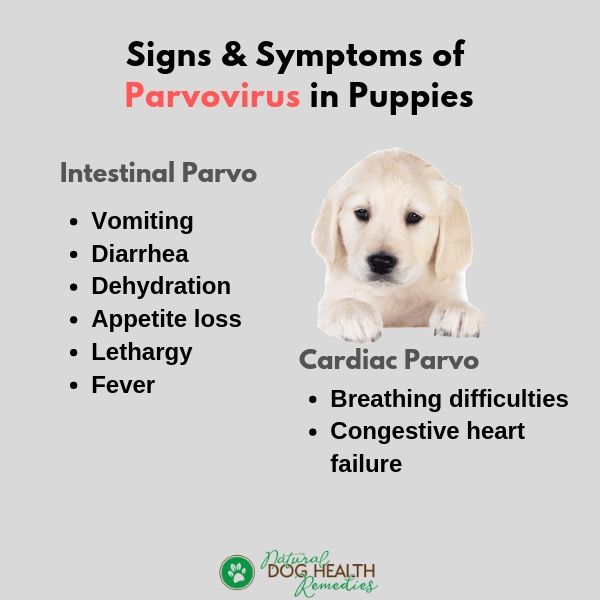 Signs & Symptoms of
Parvovirus in Puppies
Intestinal Parvo
• Vomiting
• Diarrhea
• Dehydration
• Appetite loss
• Lethargy
• Fever
Cardiac Parvo
• Breathing difficulties
• Congestive heart
failure
Natural
DOG HEALTH
Remedies